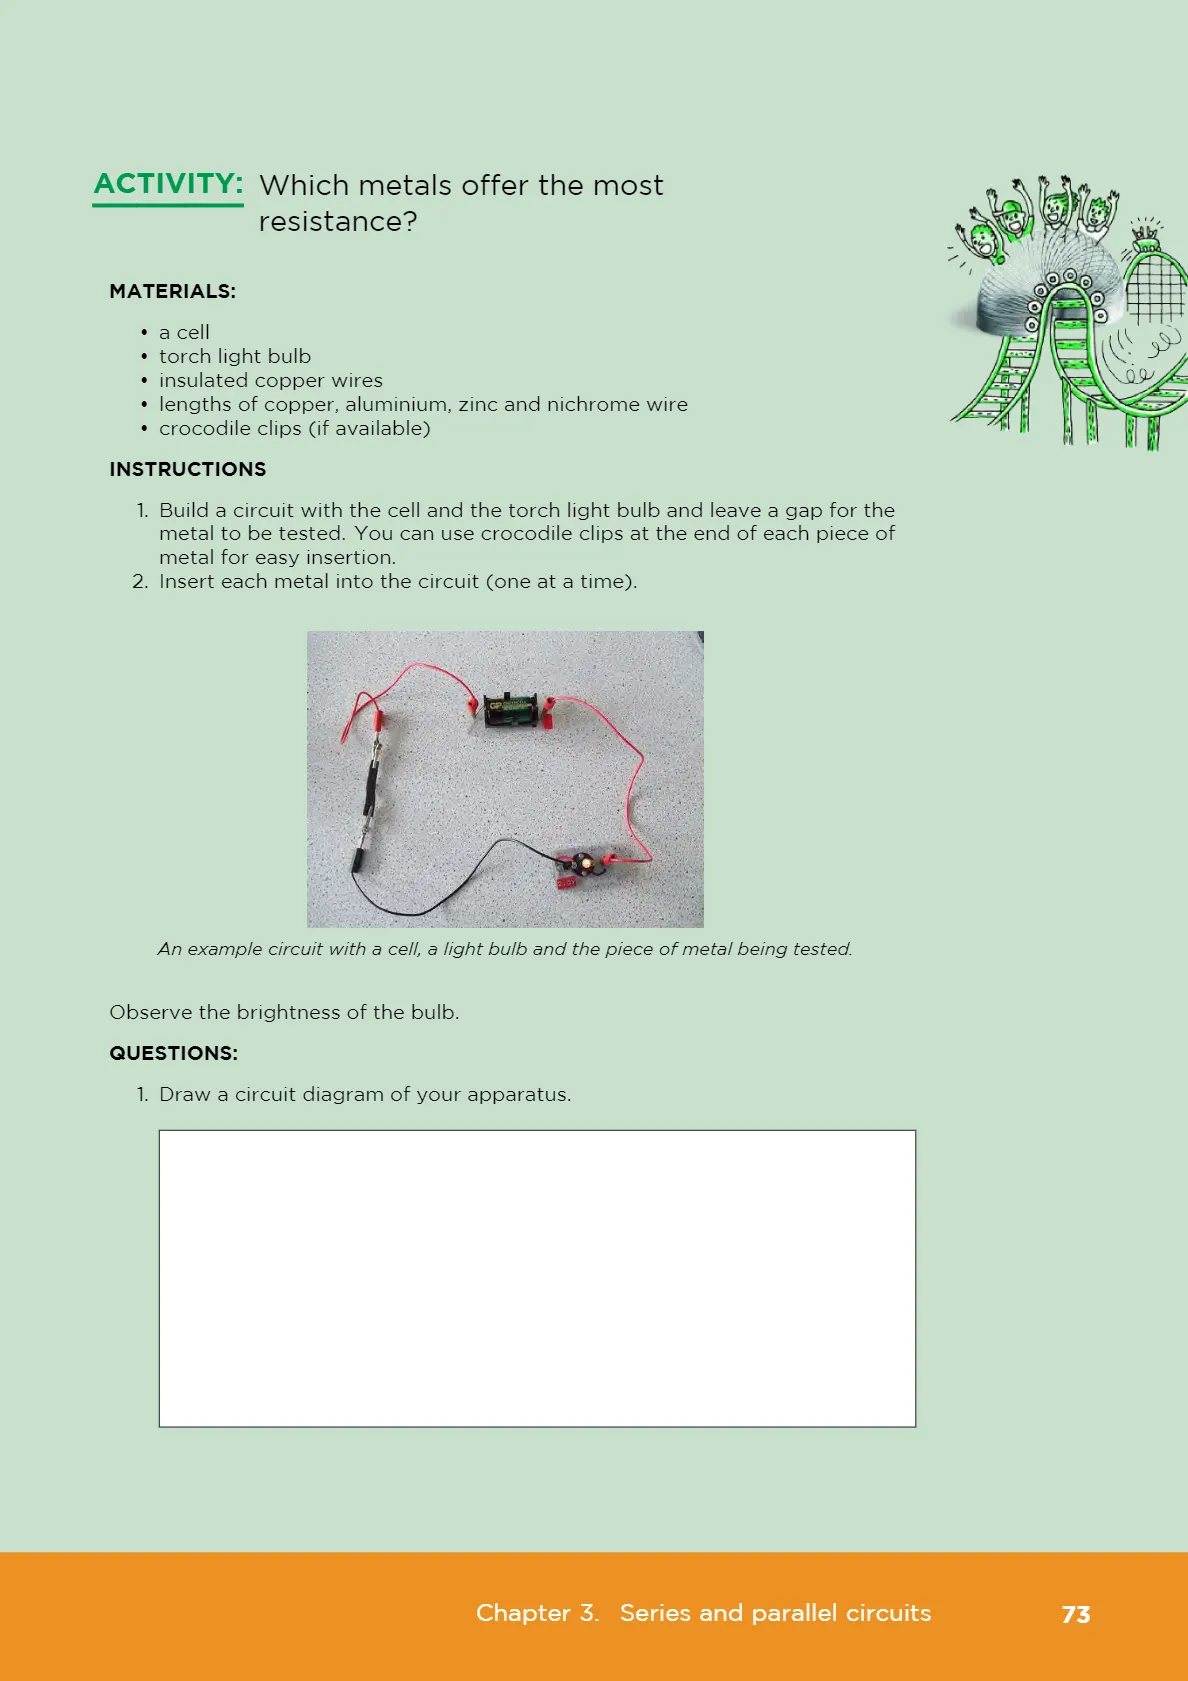 ACTIVITY: Which metals offer the most
resistance?
MATERIALS:
• a cell
• torch light bulb
• insulated copper wires
• lengths of copper, aluminium, zinc and nichrome wire
• crocodile clips (if available)
INSTRUCTIONS
1. Build a circuit with the cell and the torch light bulb and leave a gap for the
metal to be tested. You can use crocodile clips at the end of each piece of
metal for easy insertion.
2. Insert each metal into the circuit (one at a time).
GP
An example circuit with a cell, a light bulb and the piece of metal being tested.
Observe the brightness of the bulb.
QUESTIONS:
1. Draw a circuit diagram of your apparatus.
Chapter 3. Series and parallel circuits 73